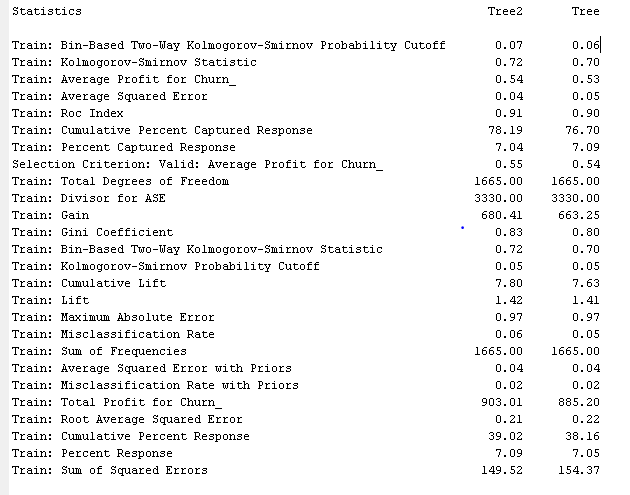 Statistics Tree2 Tree
Train: Bin-Based Two-Way Kolmogorov-Smirnov Probability Cutoff 0.07 0.06
Train: Kolmogorov-Smirnov Statistic 0.72 0.70
Train: Average Profit for Churn_ 0.54 0.53
Train: Average Squared Error 0.04 0.05
Train: Roc Index 0.91 0.90
Train: Cumulative Percent Captured Response 78.19 76.70
Train: Percent Captured Response 7.04 7.09
Selection Criterion: Valid: Average Profit for Churn_ 0.55 0.54
Train: Total Degrees of Freedom 1665.00 1665.00
Train: Divisor for ASE 3330.00 3330.00
Train: Gain 680.41 663.25
Train: Gini Coefficient 0.83 0.80
Train: Bin-Based Two-Way Kolmogorov-Smirnov Statistic 0.72 0.70
Train: Kolmogorov-Smirnov Probability Cutoff 0.05 0.05
Train: Cumulative Lift 7.80 7.63
Train: Lift 1.42 1.41
Train: Maximum Absolute Error 0.97 0.97
Train: Misclassification Rate 0.06 0.05
Train: Sum of Frequencies 1665.00 1665.00
Train: Average Squared Error with Priors 0.04 0.04
Train: Misclassification Rate with Priors 0.02 0.02
Train: Total Profit for Churn_ 903.01 885.20
Train: Root Average Squared Error 0.21 0.22
Train: Cumulative Percent Response 39.02 38.16
Train: Percent Response 7.09 7.05
Train: Sum of Squared Errors 149.52 154.37